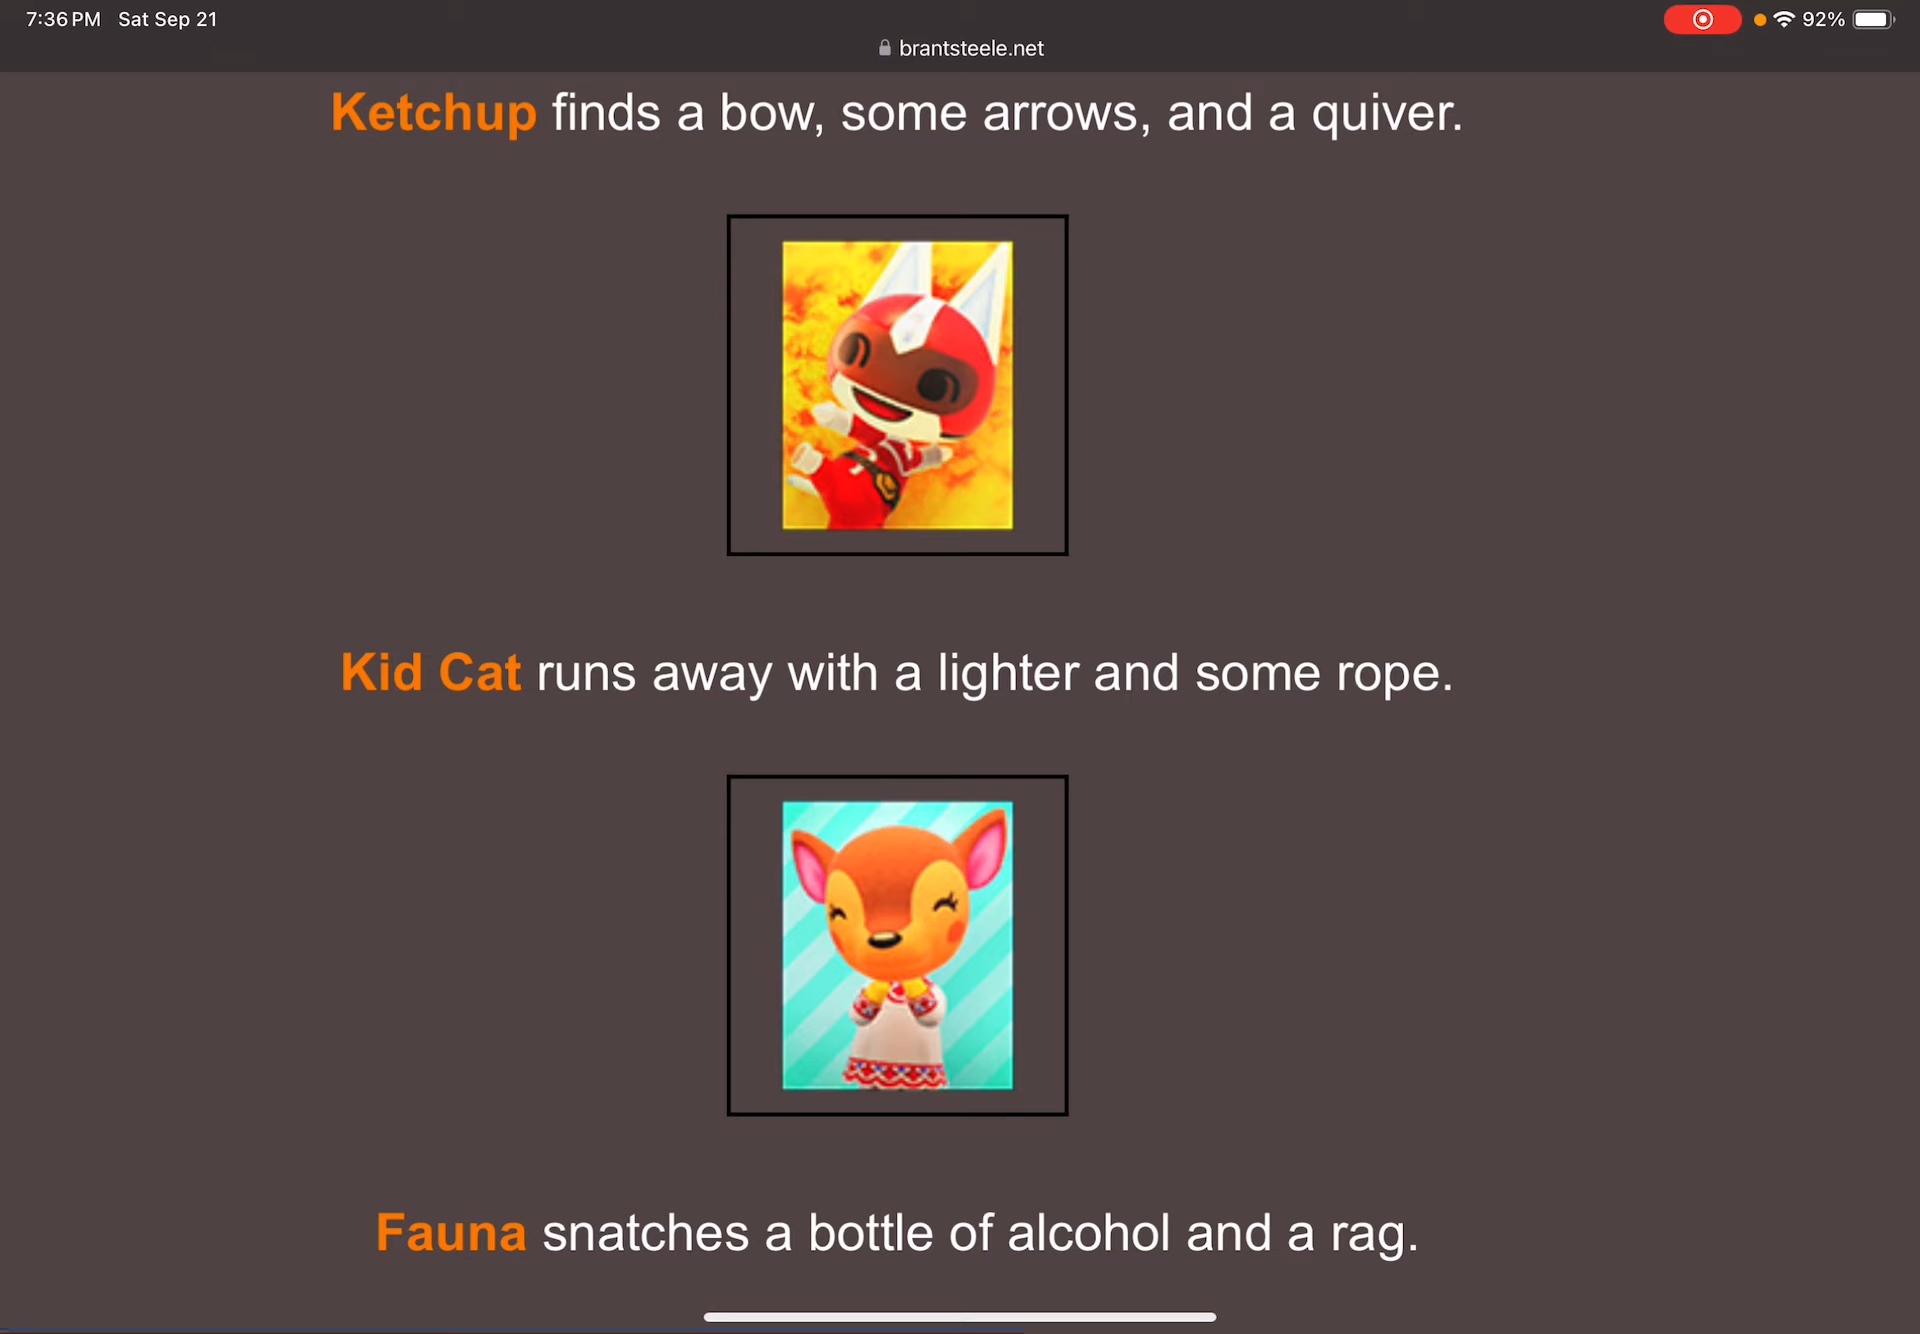 7:36 PM Sat Sep 21
92%
brantsteele.net
Ketchup finds a bow, some arrows, and a quiver.
Kid Cat runs away with a lighter and some rope.
Fauna snatches a bottle of alcohol and a rag.